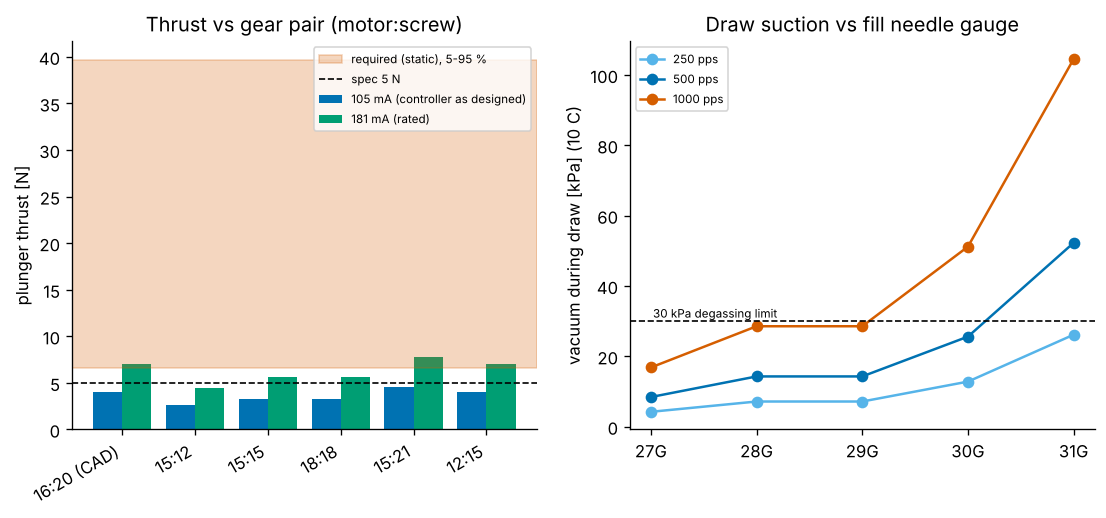 Thrust vs gear pair (motor:screw)
plunger thrust [N]
40
35
30
25
20
15
10
5
0
required (static), 5-95 %
spec 5 N
105 mA (controller as designed)
181 mA (rated)
16:20 (CAD)
15:12
15:15
18:18
15:21
12:15
Draw suction vs fill needle gauge
vacuum during draw [kPa] (10 C)
100
80
60
40
20
0
250 pps
500 pps
1000 pps
30 kPa degassing limit
27G
28G
29G
30G
31G